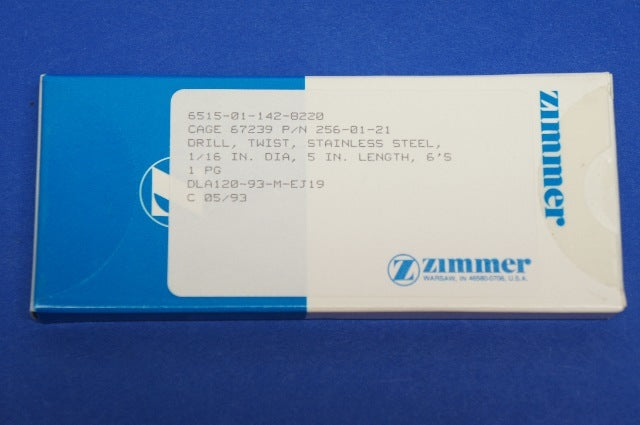 6515-01-142-8220
CAGE 67239 P/N 256-01-21
DRILL, TWIST, STAINLESS STEEL,
1/16 IN. DIA, 5 IN. LENGTH, 6'S
1 PG
DLA120-93-M-EJ19
C 05/93
zimmer
Z zimmer
WARSAW, IN 46580-0706, U.S.A.